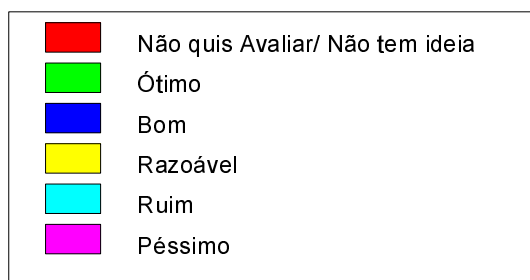 Não quis Avaliar/ Não tem ideia
Ótimo
Bom
Razoável
Ruim
Péssimo